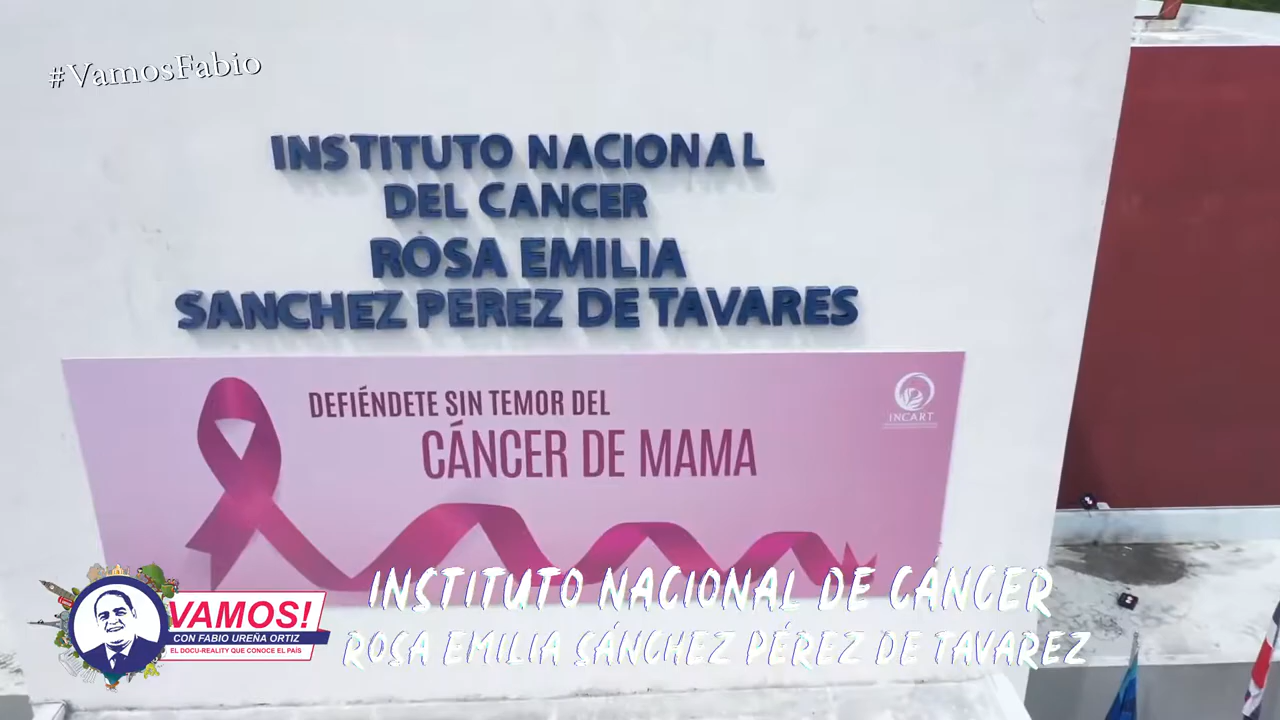 #VamosFabio
INSTITUTO NACIONAL
DEL CANCER
ROSA EMILIA
SANCHEZ PEREZ DE TAVARES
DEFIÉNDETE SIN TEMOR DEL
CÁNCER DE MAMA
INCART
INSTITUTO NACIONAL DE CÁNCER
ROSA EMILIA SÁNCHEZ PÉREZ DE TAVAREZ
VAMOS!
CON FABIO UREÑA ORTIZ
EL DOCU-REALITY QUE CONOCE EL PAÍS